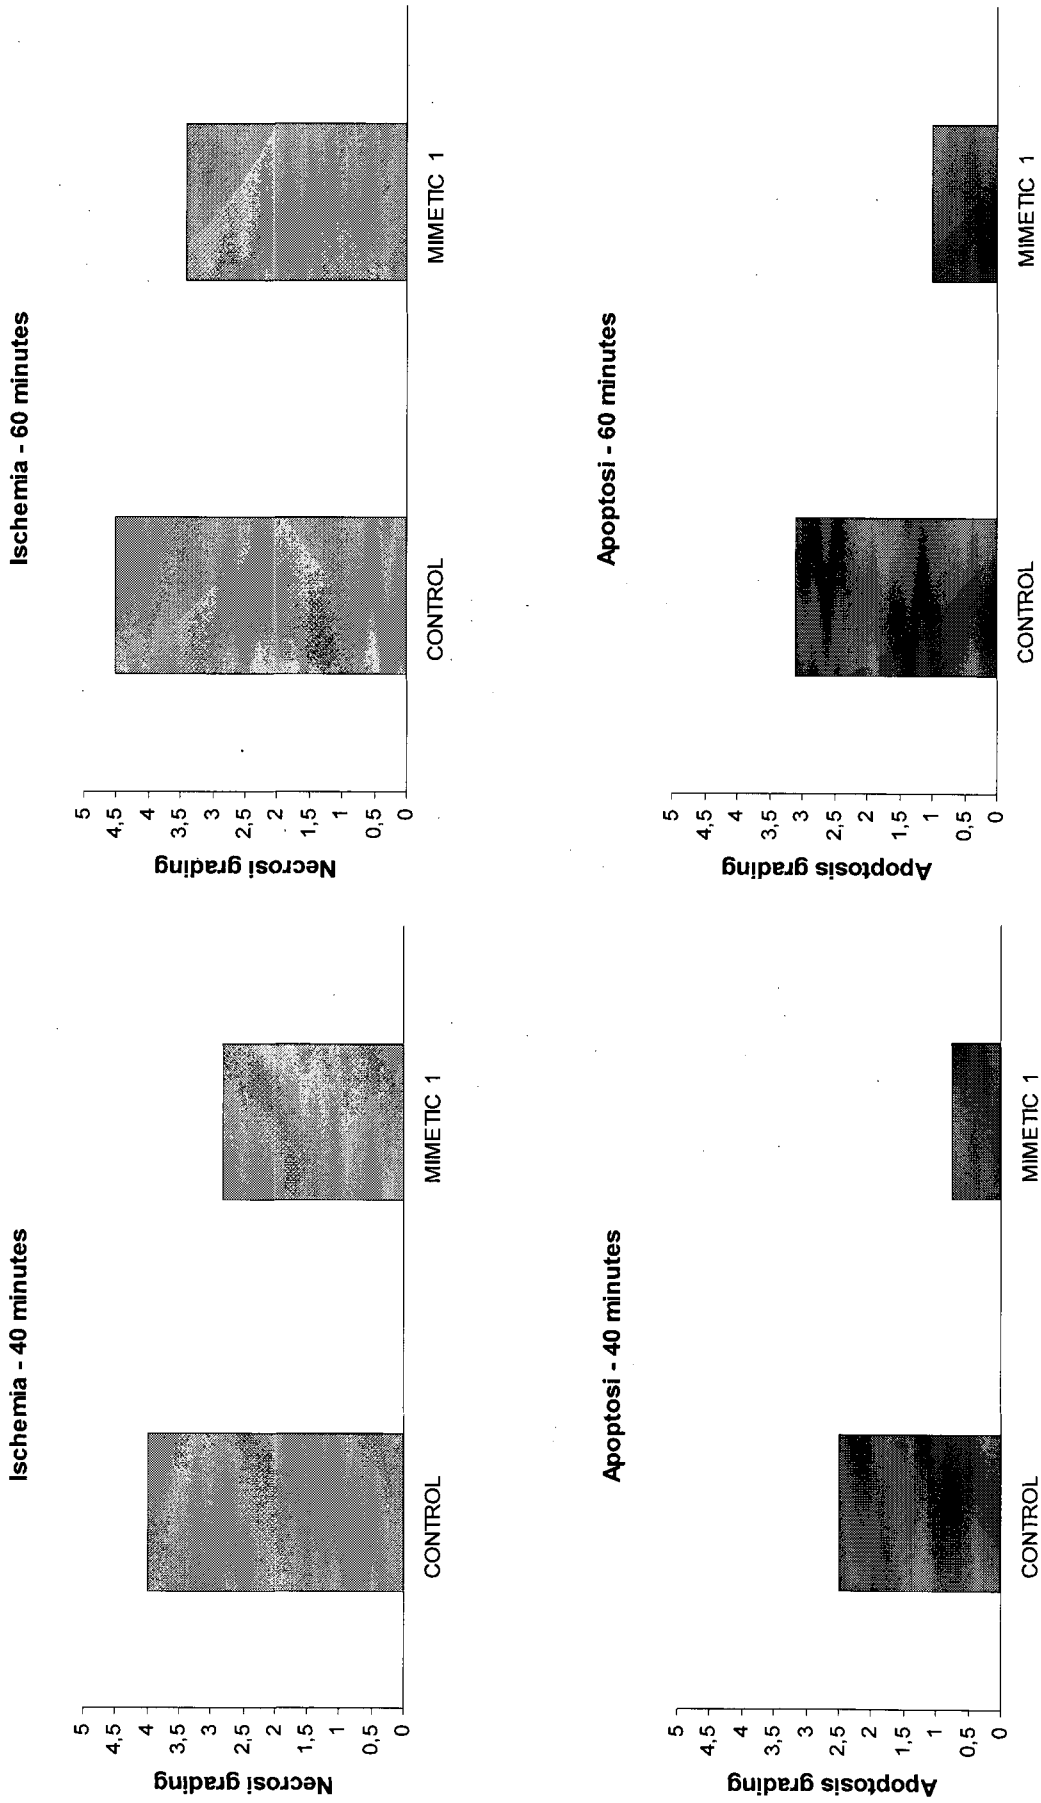 Ischemia - 40 minutes
Necrosi grading
5
4,5
4
3,5
3
2,5
2
1,5
1
0,5
0
CONTROL
MIMETIC 1
Ischemia - 60 minutes
Necrosi grading
5
4,5
4
3,5
3
2,5
2
1,5
1
0,5
0
CONTROL
MIMETIC 1
Apoptosi - 40 minutes
Apoptosis grading
5
4,5
4
3,5
3
2,5
2
1,5
1
0,5
0
CONTROL
MIMETIC 1
Apoptosi - 60 minutes
Apoptosis grading
5
4,5
4
3,5
3
2,5
2
1,5
1
0,5
0
CONTROL
MIMETIC 1